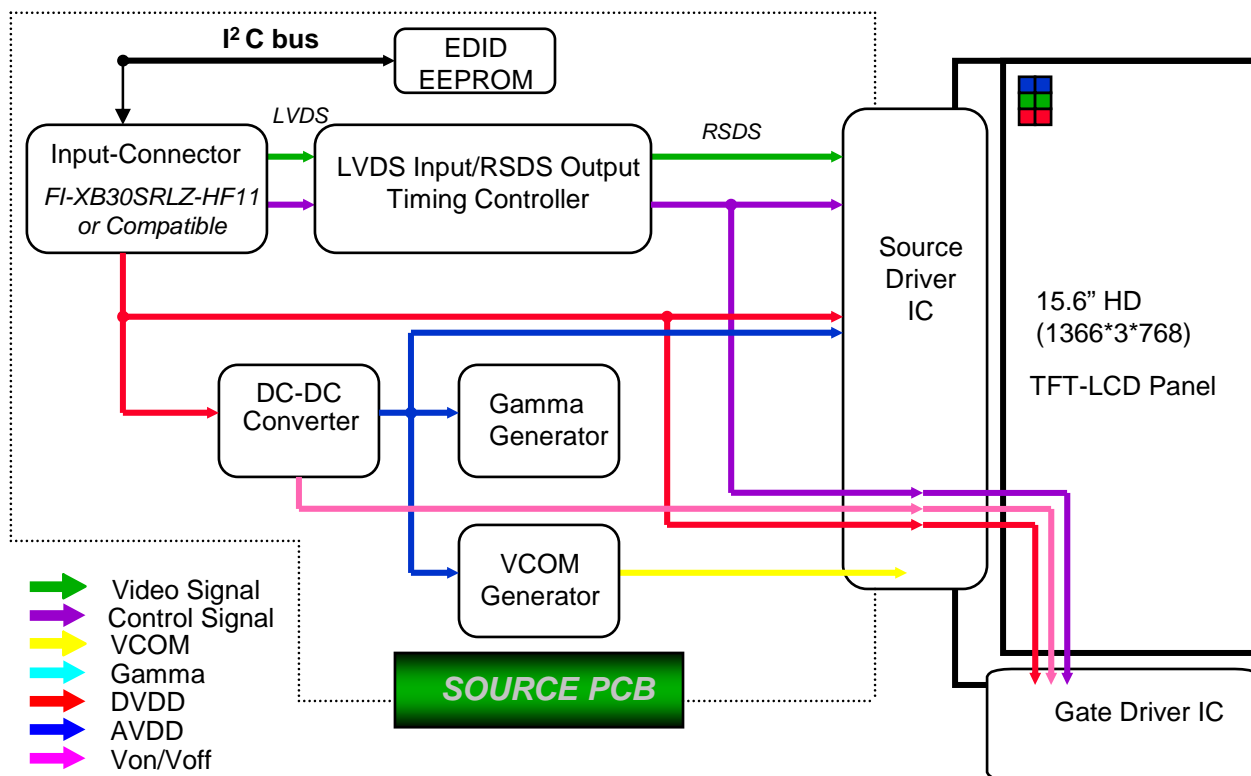 I² C bus
EDID
EEPROM
LVDS
RSDS
Input-Connector
FI-XB30SRLZ-HF11
or Compatible
LVDS Input/RSDS Output
Timing Controller
Source
Driver
IC
15.6” HD
(1366*3*768)
TFT-LCD Panel
DC-DC
Converter
Gamma
Generator
VCOM
Generator
Video Signal
Control Signal
VCOM
Gamma
DVDD
AVDD
Von/Voff
SOURCE PCB
Gate Driver IC